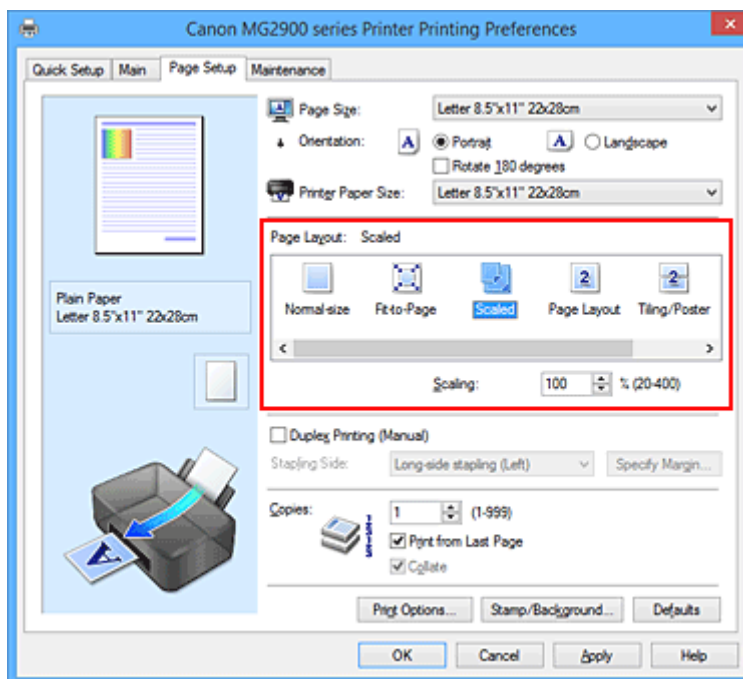 Canon MG2900 series Printer Printing Preferences
Quick Setup Main Page Setup Maintenance
Page Size: Letter 8.5"x11" 22x28cm
Orientation: A Portrait A Landscape
Rotate 180 degrees
Printer Paper Size: Letter 8.5"x11" 22x28cm
Page Layout: Scaled
Normal-size Fit-to-Page Scaled Page Layout Tiling/Poster
Scaling: 100 % (20-400)
Plain Paper
Letter 8.5"x11" 22x28cm
Duplex Printing (Manual)
Stapling Side: Long-side stapling (Left) Specify Margin...
Copies: 1 (1-999)
Print from Last Page
Collate
Print Options... Stamp/Background... Defaults
OK Cancel Apply Help